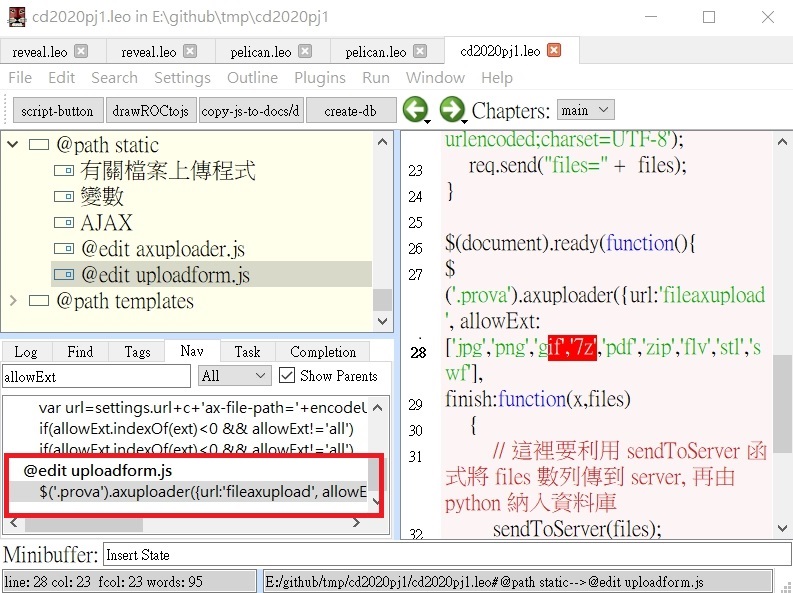 cd2020pj1.leo in E:\github\tmp\cd2020pj1
reveal.leo reveal.leo pelican.leo pelican.leo cd2020pj1.leo
File Edit Search Settings Outline Plugins Run Window Help
script-button drawROCtojs copy-js-to-docs/d create-db Chapters: main
@path static
有關檔案上傳程式
變數
AJAX
@edit axuploader.js
@edit uploadform.js
@path templates
Log Find Tags Nav Task Completion
allowExt All Show Parents
var url=settings.url+c+'ax-file-path='+encodeU
if(allowExt.indexOf(ext)<0 && allowExt!='all')
if(allowExt.indexOf(ext)<0 && allowExt!='all')
@edit uploadform.js
$('.prova').axuploader({url:'fileaxupload', allowE
urlencoded;charset=UTF-8');
23 req.send("files=" + files);
24 }
25
26 $(document).ready(function(){
27 $
('.prova').axuploader({url:'fileaxupload
', allowExt:
28 ['jpg','png','gif','7z','pdf','zip','flv','stl','s
wf'],
29 finish:function(x,files)
30 {
31 // 這裡要利用 sendToServer 函
式將 files 數列傳到 server, 再由
python 納入資料庫
32 sendToServer(files);
Minibuffer: Insert State
line: 28 col: 23 fcol: 23 words: 95 E:/github/tmp/cd2020pj1/cd2020pj1.leo#@path static-->@edit uploadform.js